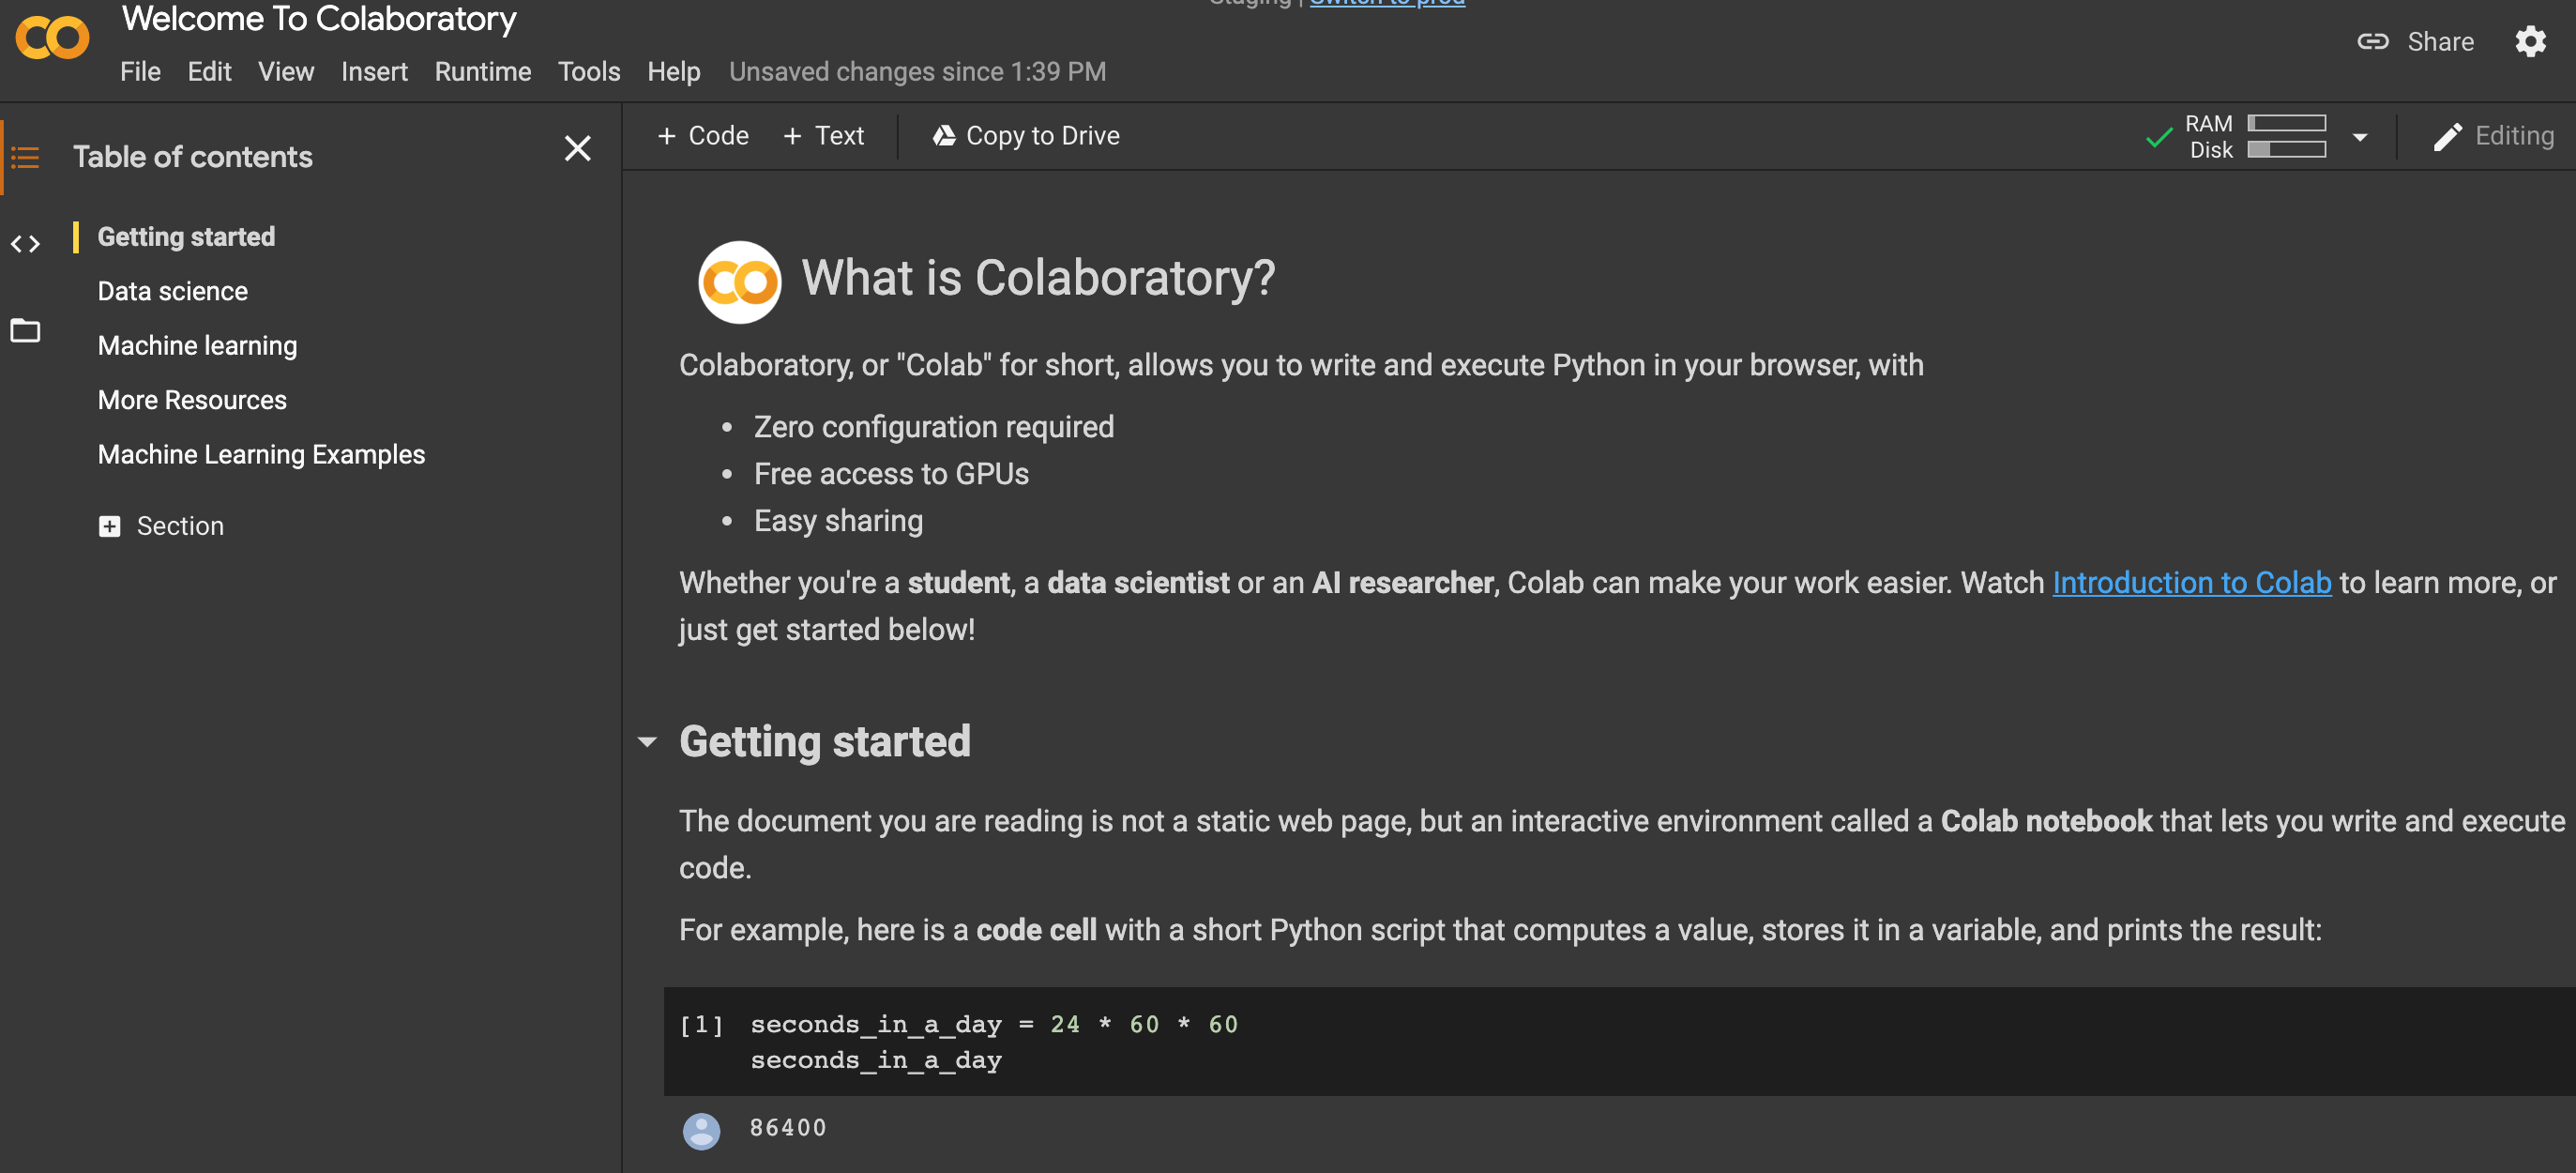 Welcome To Colaboratory
Staging | Switch to prod
File Edit View Insert Runtime Tools Help Unsaved changes since 1:39 PM
Share
Table of contents
Getting started
Data science
Machine learning
More Resources
Machine Learning Examples
Section
+ Code + Text Copy to Drive
RAM
Disk
Editing
What is Colaboratory?
Colaboratory, or "Colab" for short, allows you to write and execute Python in your browser, with
• Zero configuration required
• Free access to GPUs
• Easy sharing
Whether you're a student, a data scientist or an AI researcher, Colab can make your work easier. Watch Introduction to Colab to learn more, or
just get started below!
Getting started
The document you are reading is not a static web page, but an interactive environment called a Colab notebook that lets you write and execute
code.
For example, here is a code cell with a short Python script that computes a value, stores it in a variable, and prints the result:
[1] seconds_in_a_day = 24 * 60 * 60
seconds_in_a_day
86400